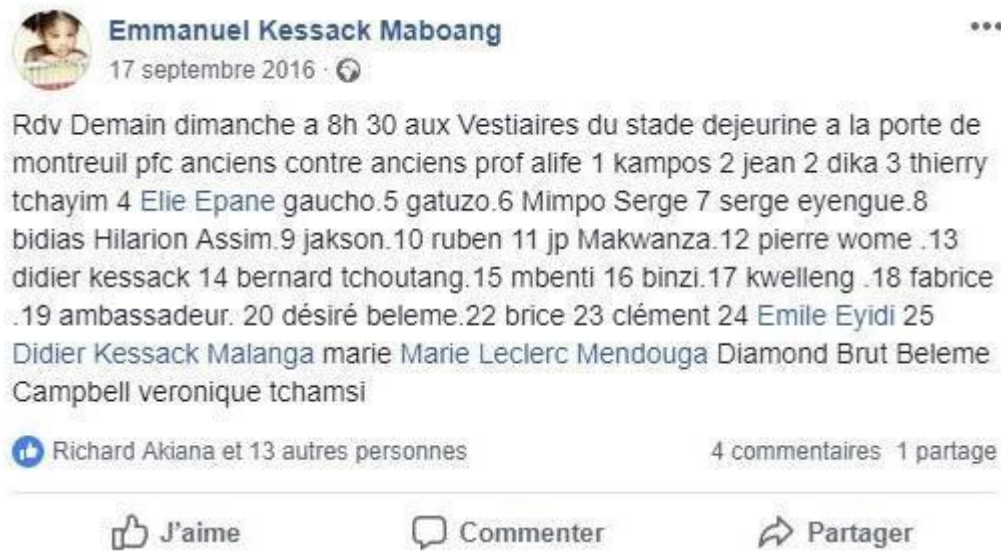 Emmanuel Kessack Maboang
17 septembre 2016 ·
Rdv Demain dimanche a 8h 30 aux Vestiaires du stade dejeurine a la porte de
montreuil pfc anciens contre anciens prof alife 1 kampos 2 jean 2 dika 3 thierry
tchayim 4 Elie Epane gaucho.5 gatuzo.6 Mimpo Serge 7 serge eyengue.8
bidias Hilarion Assim.9 jakson.10 ruben 11 jp Makwanza.12 pierre wome .13
didier kessack 14 bernard tchoutang.15 mbenti 16 binzi.17 kwelleng .18 fabrice
.19 ambassadeur. 20 désiré beleme.22 brice 23 clément 24 Emile Eyidi 25
Didier Kessack Malanga marie Marie Leclerc Mendouga Diamond Brut Beleme
Campbell veronique tchamsi
Richard Akiana et 13 autres personnes 4 commentaires 1 partage
J'aime Commenter Partager